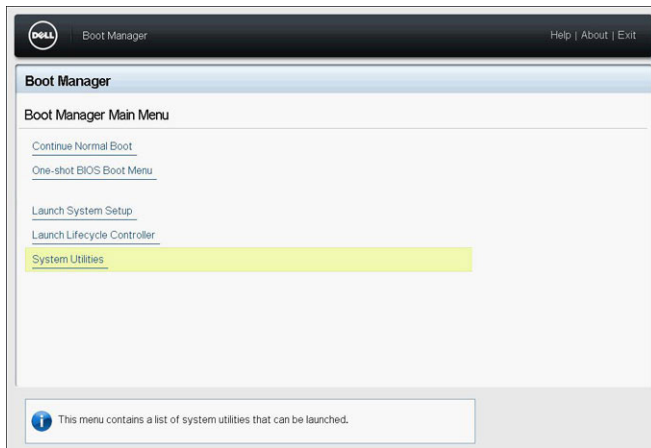 DELL
Boot Manager
Help | About | Exit
Boot Manager
Boot Manager Main Menu
Continue Normal Boot
One-shot BIOS Boot Menu
Launch System Setup
Launch Lifecycle Controller
System Utilities
This menu contains a list of system utilities that can be launched.